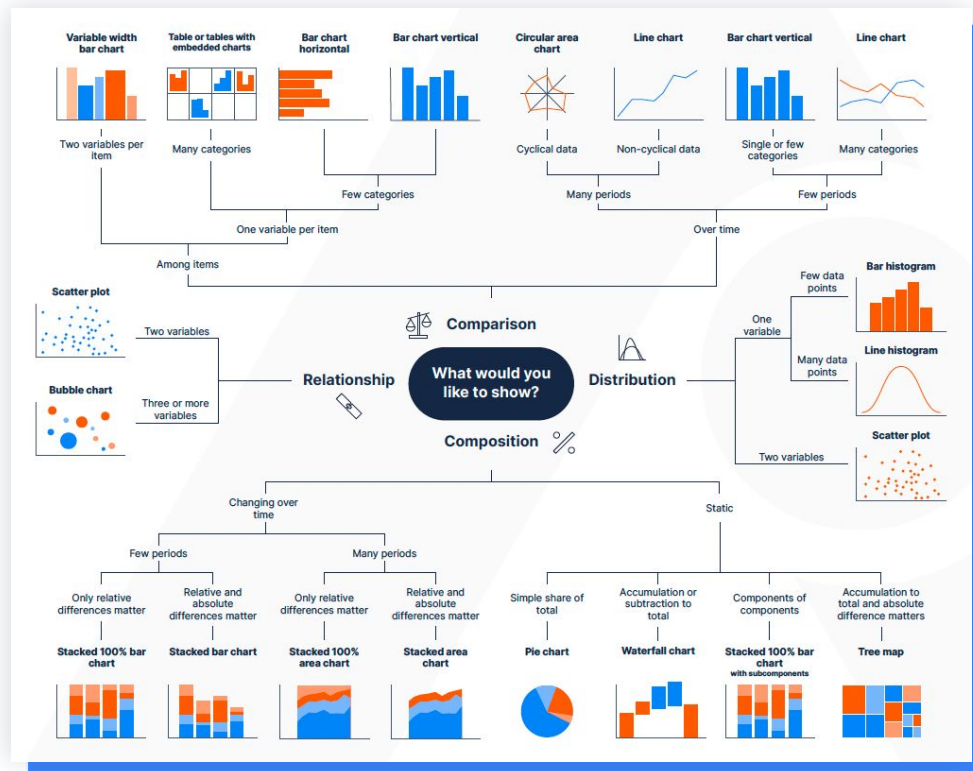 Variable width
bar chart
Table or tables with
embedded charts
Bar chart
horizontal
Bar chart vertical
Circular area
chart
Line chart
Bar chart vertical
Line chart
Two variables per
item
Many categories
Cyclical data
Non-cyclical data
Single or few
categories
Many categories
Few categories
Many periods
Few periods
One variable per item
Over time
Among items
Scatter plot
Two variables
Bubble chart
Three or more
variables
Relationship
Comparison
What would you
like to show?
Composition
Distribution
One
variable
Few data
points
Bar histogram
Many data
points
Line histogram
Two variables
Scatter plot
Changing over
time
Static
Few periods
Many periods
Only relative
differences matter
Relative and
absolute
differences matter
Only relative
differences matter
Relative and
absolute
differences matter
Simple share of
total
Accumulation or
subtraction to
total
Components of
components
Accumulation to
total and absolute
difference matters
Stacked 100% bar
chart
Stacked bar chart
Stacked 100%
area chart
Stacked area
chart
Pie chart
Waterfall chart
Stacked 100% bar
chart
with subcomponents
Tree map